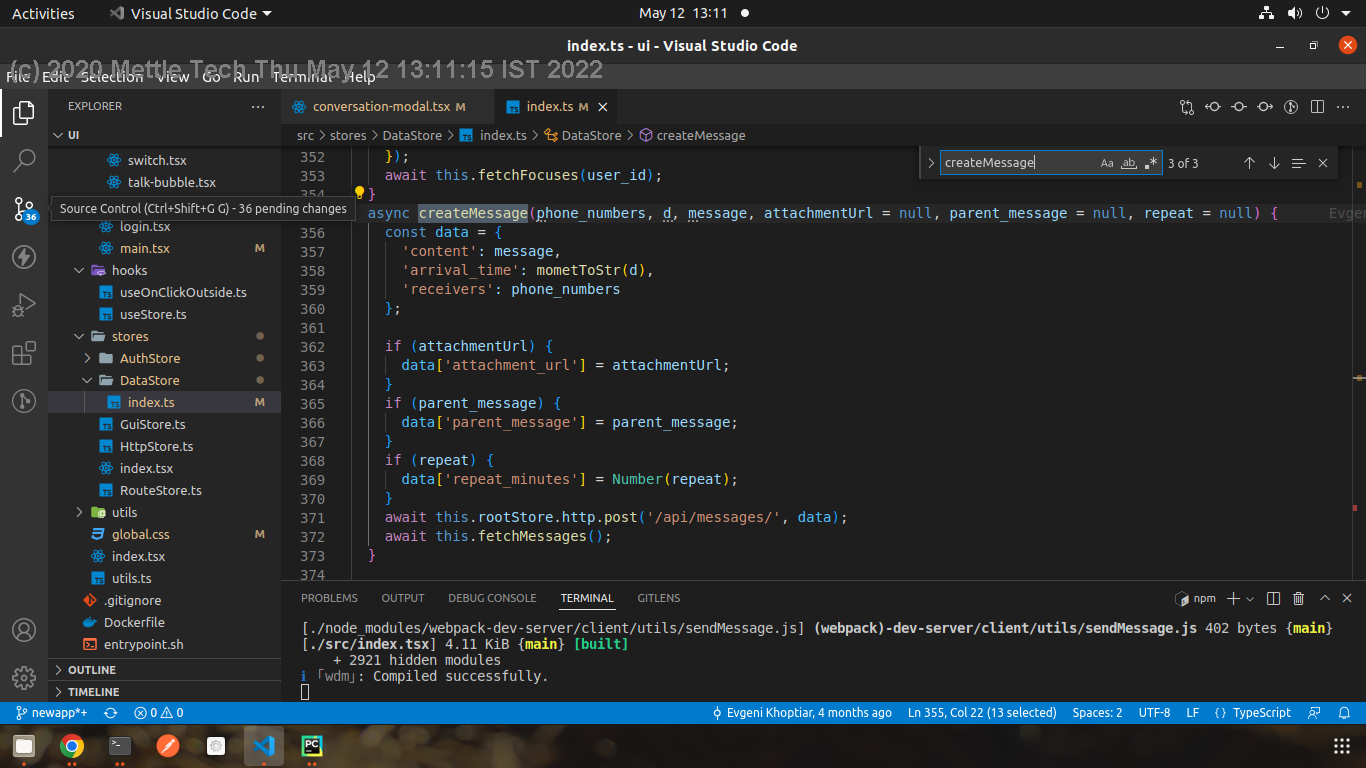 Activities
Visual Studio Code
May 12 13:11
index.ts - ui - Visual Studio Code
(c) 2020 Mettle Tech Thu May 12 13:11:15 IST 2022
File Edit Selection View Go Run Terminal Help
EXPLORER
UI
switch.tsx
talk-bubble.tsx
Source Control (Ctrl+Shift+G G) - 36 pending changes
36
login.tsx
main.tsx M
hooks
useOnClickOutside.ts
useStore.ts
stores
AuthStore
DataStore
index.ts M
GuiStore.ts
HttpStore.ts
index.tsx
RouteStore.ts
utils
global.css M
index.tsx
utils.ts
.gitignore
Dockerfile
entrypoint.sh
OUTLINE
TIMELINE
conversation-modal.tsx M
index.ts M
src > stores > DataStore > index.ts > DataStore > createMessage
createMessage
Aa ab 3 of 3
352 });
353 await this.fetchFocuses(user_id);
354 }
async createMessage(phone_numbers, d, message, attachmentUrl = null, parent_message = null, repeat = null) { Evgen
356 const data = {
357 'content': message,
358 'arrival_time': mometToStr(d),
359 'receivers': phone_numbers
360 };
361
362 if (attachmentUrl) {
363 data['attachment_url'] = attachmentUrl;
364 }
365 if (parent_message) {
366 data['parent_message'] = parent_message;
367 }
368 if (repeat) {
369 data['repeat_minutes'] = Number(repeat);
370 }
371 await this.rootStore.http.post('/api/messages/', data);
372 await this.fetchMessages();
373 }
374
PROBLEMS OUTPUT DEBUG CONSOLE TERMINAL GITLENS
npm
[./node_modules/webpack-dev-server/client/utils/sendMessage.js] (webpack)-dev-server/client/utils/sendMessage.js 402 bytes {main}
[./src/index.tsx] 4.11 KiB {main} [built]
+ 2921 hidden modules
ℹ 「wdm」: Compiled successfully.
newapp*+ 0 0 Evgeni Khoptiar, 4 months ago Ln 355, Col 22 (13 selected) Spaces: 2 UTF-8 LF {} TypeScript